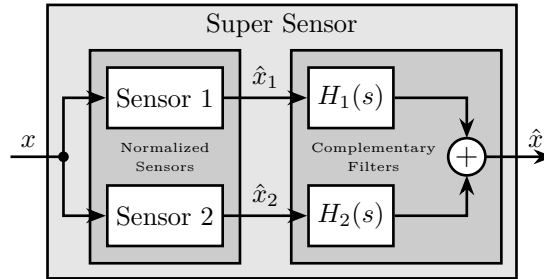 Super Sensor
x
Sensor 1
x̂₁
H₁(s)
Normalized
Sensors
Complementary
Filters
+
x̂
Sensor 2
x̂₂
H₂(s)